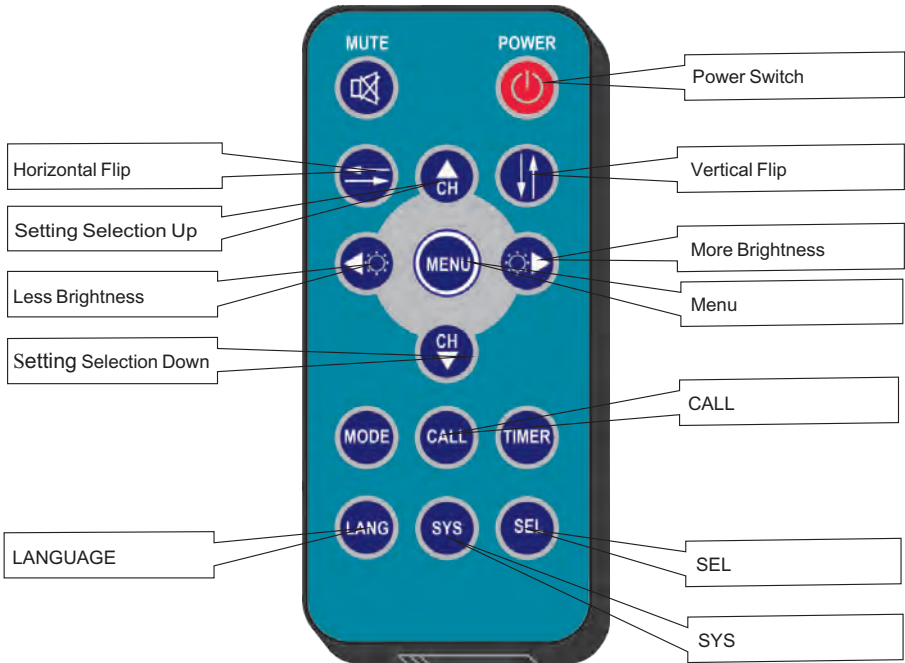 MUTE
POWER
Power Switch
Horizontal Flip
Vertical Flip
CH
Setting Selection Up
More Brightness
MENU
Less Brightness
Menu
CH
Setting Selection Down
CALL
MODE
CALL
TIMER
LANG
SYS
SEL
LANGUAGE
SEL
SYS